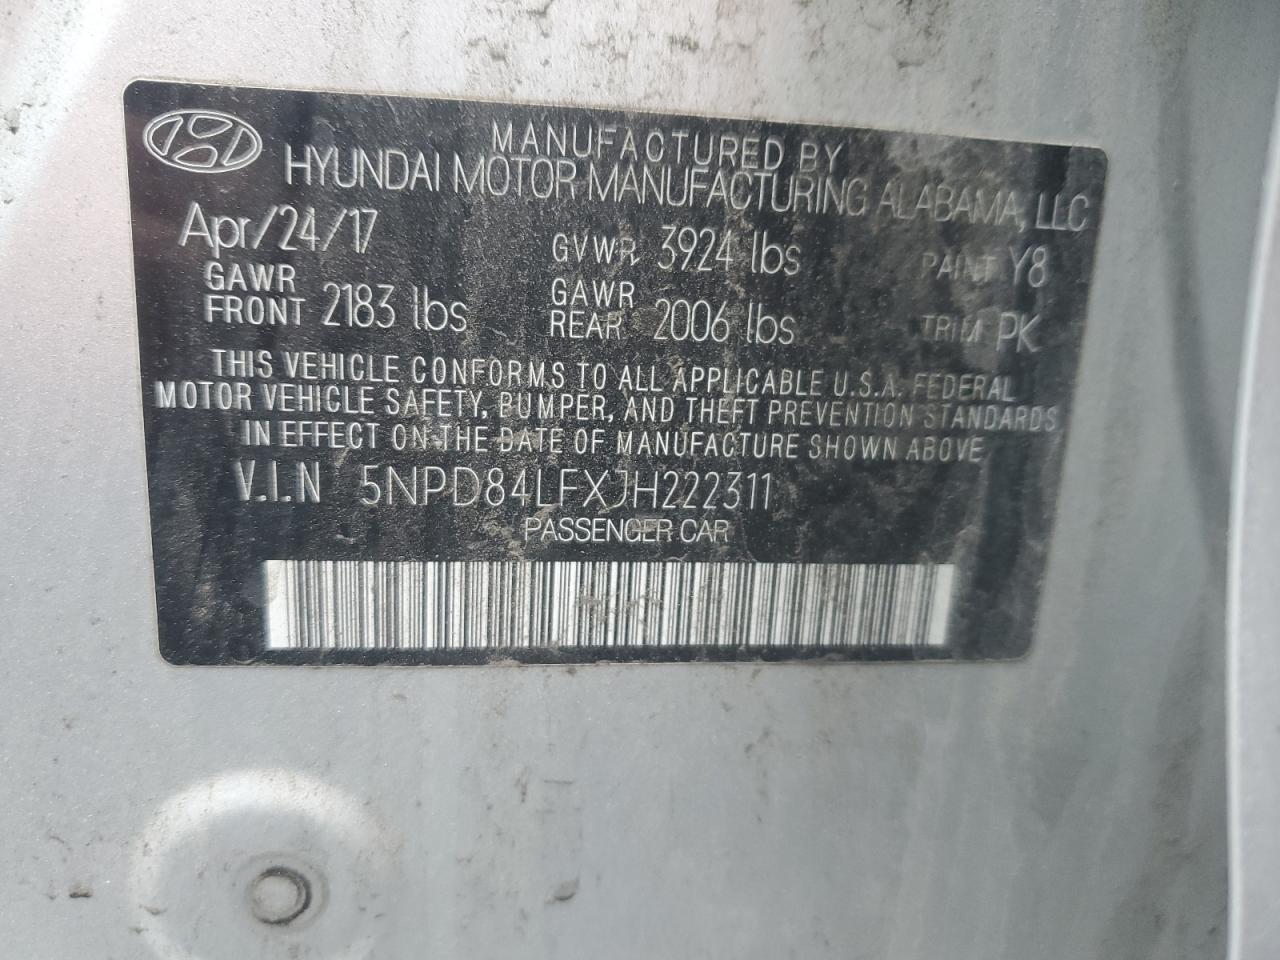 MANUFACTURED BY
HYUNDAI MOTOR MANUFACTURING ALABAMA, LLC
Apr/24/17 GVWR 3924 lbs PAINT Y8
GAWR FRONT 2183 lbs GAWR REAR 2006 lbs TRIM PK
THIS VEHICLE CONFORMS TO ALL APPLICABLE U.S.A. FEDERAL
MOTOR VEHICLE SAFETY, BUMPER, AND THEFT PREVENTION STANDARDS
IN EFFECT ON THE DATE OF MANUFACTURE SHOWN ABOVE
V.I.N 5NPD84LFXJH222311
PASSENGER CAR